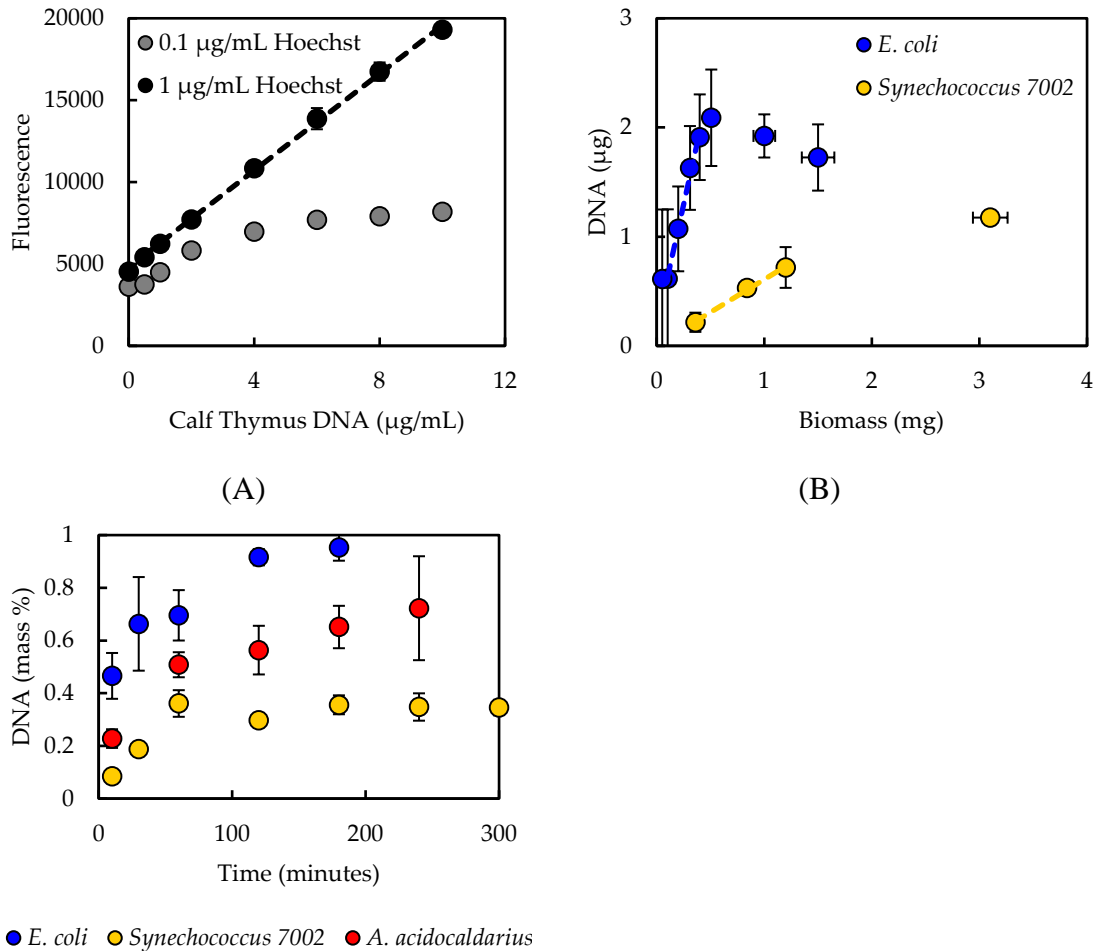 20000
15000
10000
5000
0
Fluorescence
0.1 µg/mL Hoechst
1 µg/mL Hoechst
0 4 8 12
Calf Thymus DNA (µg/mL)
(A)
3
2
1
0
DNA (µg)
E. coli
Synechococcus 7002
0 1 2 3 4
Biomass (mg)
(B)
1
0.8
0.6
0.4
0.2
0
DNA (mass %)
0 100 200 300
Time (minutes)
E. coli Synechococcus 7002 A. acidocaldarius